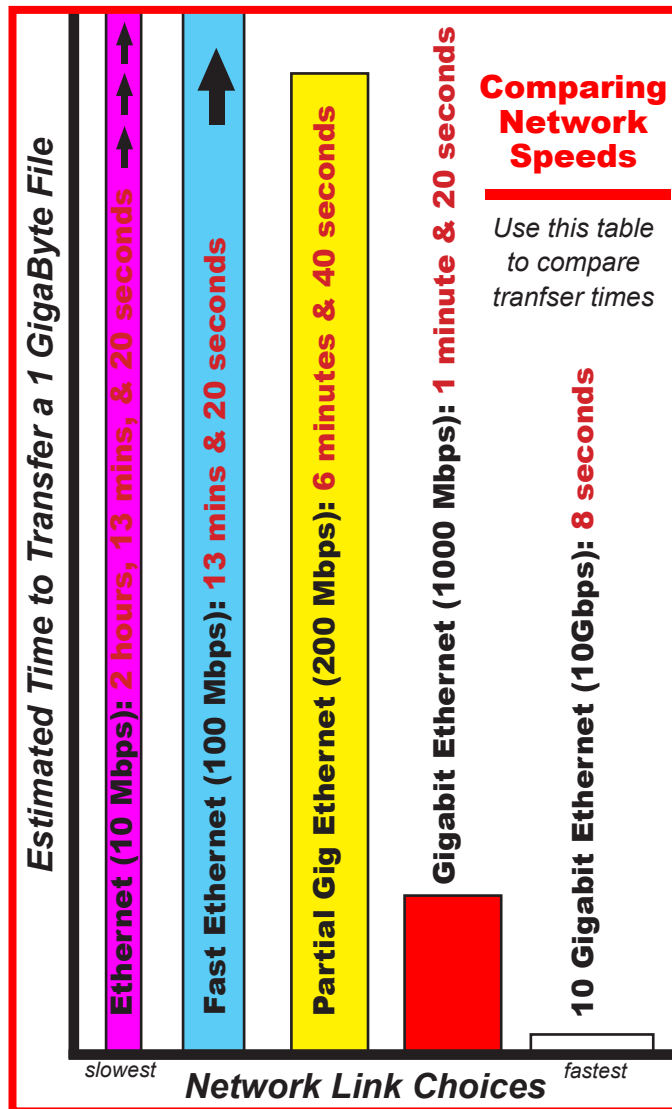 Comparing
Network
Speeds
Use this table
to compare
tranfser times
Estimated Time to Transfer a 1 GigaByte File
Ethernet (10 Mbps): 2 hours, 13 mins, & 20 seconds
Fast Ethernet (100 Mbps): 13 mins & 20 seconds
Partial Gig Ethernet (200 Mbps): 6 minutes & 40 seconds
Gigabit Ethernet (1000 Mbps): 1 minute & 20 seconds
10 Gigabit Ethernet (10Gbps): 8 seconds
slowest
fastest
Network Link Choices